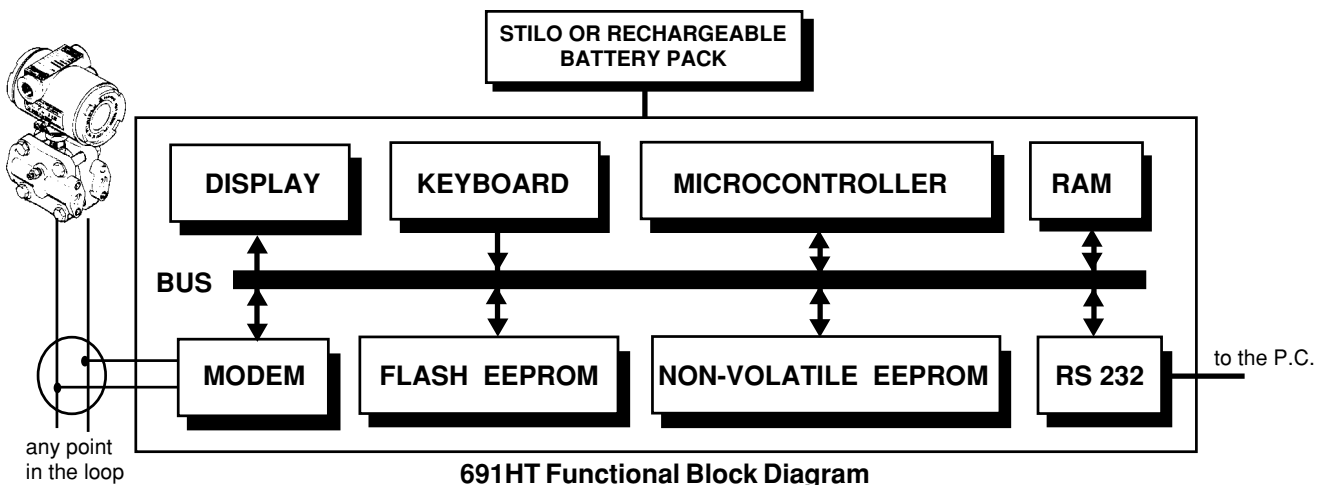 STILO OR RECHARGEABLE
BATTERY PACK
DISPLAY
KEYBOARD
MICROCONTROLLER
RAM
BUS
MODEM
FLASH EEPROM
NON-VOLATILE EEPROM
RS 232
to the P.C.
any point
in the loop
691HT Functional Block Diagram